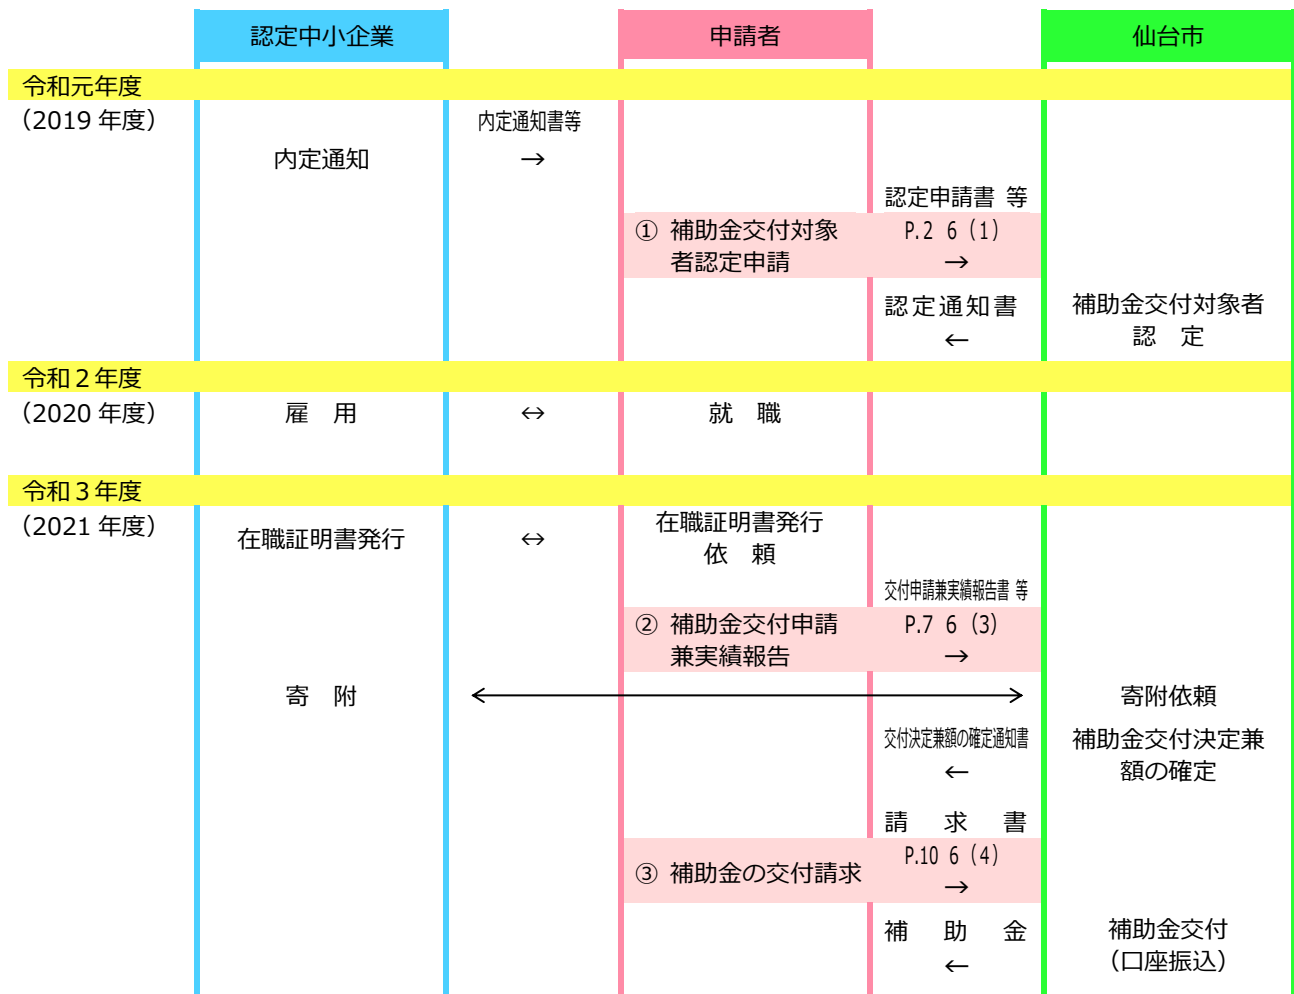 認定中小企業
申請者
仙台市
令和元年度
（2019 年度）
内定通知書等
内定通知
→
認定申請書 等
① 補助金交付対象
者認定申請
P.2 6（1）
→
認定通知書
←
補助金交付対象者
認 定
令和２年度
（2020 年度）
雇 用
↔
就 職
令和３年度
（2021 年度）
在職証明書発行
↔
在職証明書発行
依 頼
交付申請兼実績報告書 等
② 補助金交付申請
兼実績報告
P.7 6（3）
→
寄 附
寄附依頼
交付決定兼額の確定通知書
←
補助金交付決定兼
額の確定
請 求 書
③ 補助金の交付請求
P.10 6（4）
→
補 助 金
←
補助金交付
（口座振込）